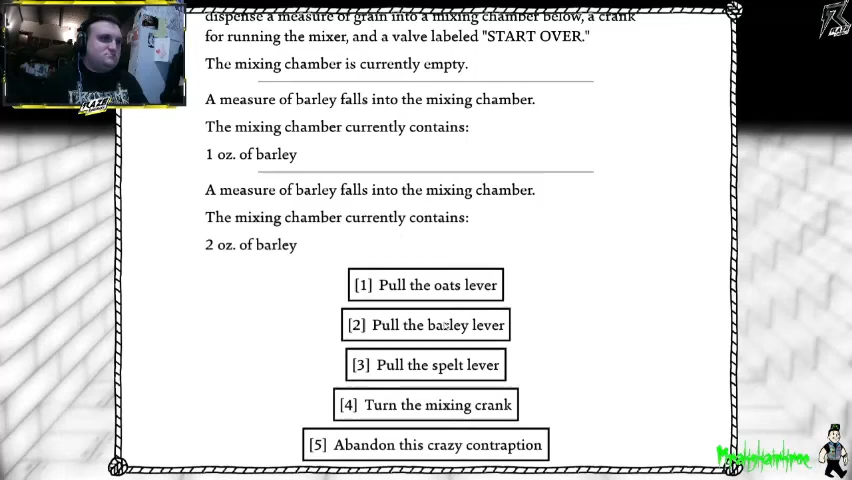 dispense a measure of grain into a mixing chamber below, a crank
for running the mixer, and a valve labeled "START OVER."
The mixing chamber is currently empty.
A measure of barley falls into the mixing chamber.
The mixing chamber currently contains:
1 oz. of barley
A measure of barley falls into the mixing chamber.
The mixing chamber currently contains:
2 oz. of barley
[1] Pull the oats lever
[2] Pull the barley lever
[3] Pull the spelt lever
[4] Turn the mixing crank
[5] Abandon this crazy contraption